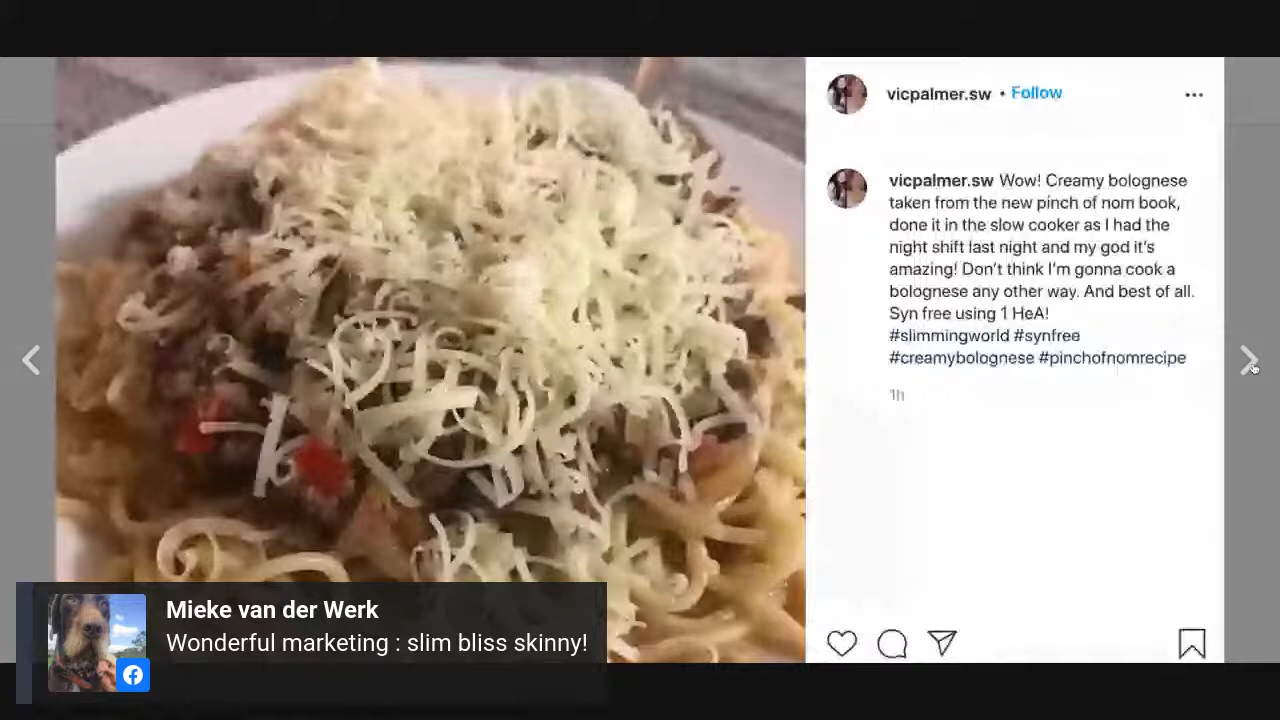 vicpalmer.sw • Follow
vicpalmer.sw Wow! Creamy bolognese
taken from the new pinch of nom book,
done it in the slow cooker as I had the
night shift last night and my god it's
amazing! Don't think I'm gonna cook a
bolognese any other way. And best of all.
Syn free using 1 HeA!
#slimmingworld #synfree
#creamybolognese #pinchofnomrecipe
1h
Mieke van der Werk
Wonderful marketing : slim bliss skinny!